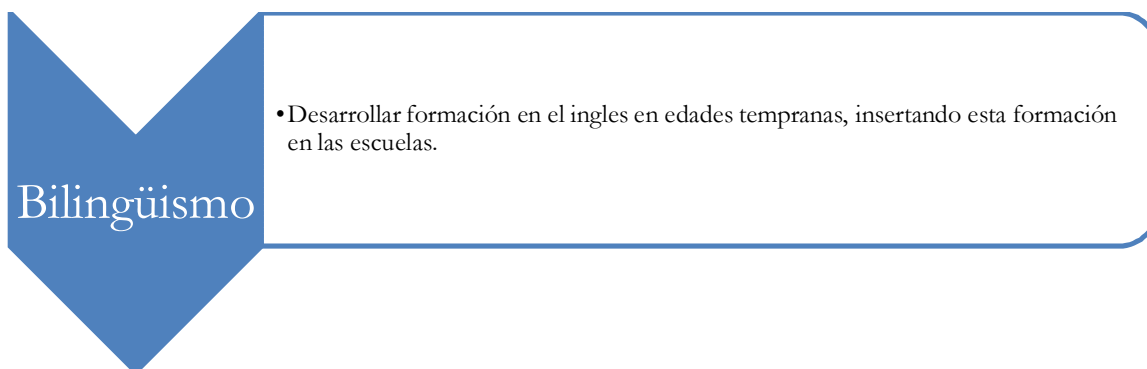 Bilingüismo
•Desarrollar formación en el ingles en edades tempranas, insertando esta formación
en las escuelas.